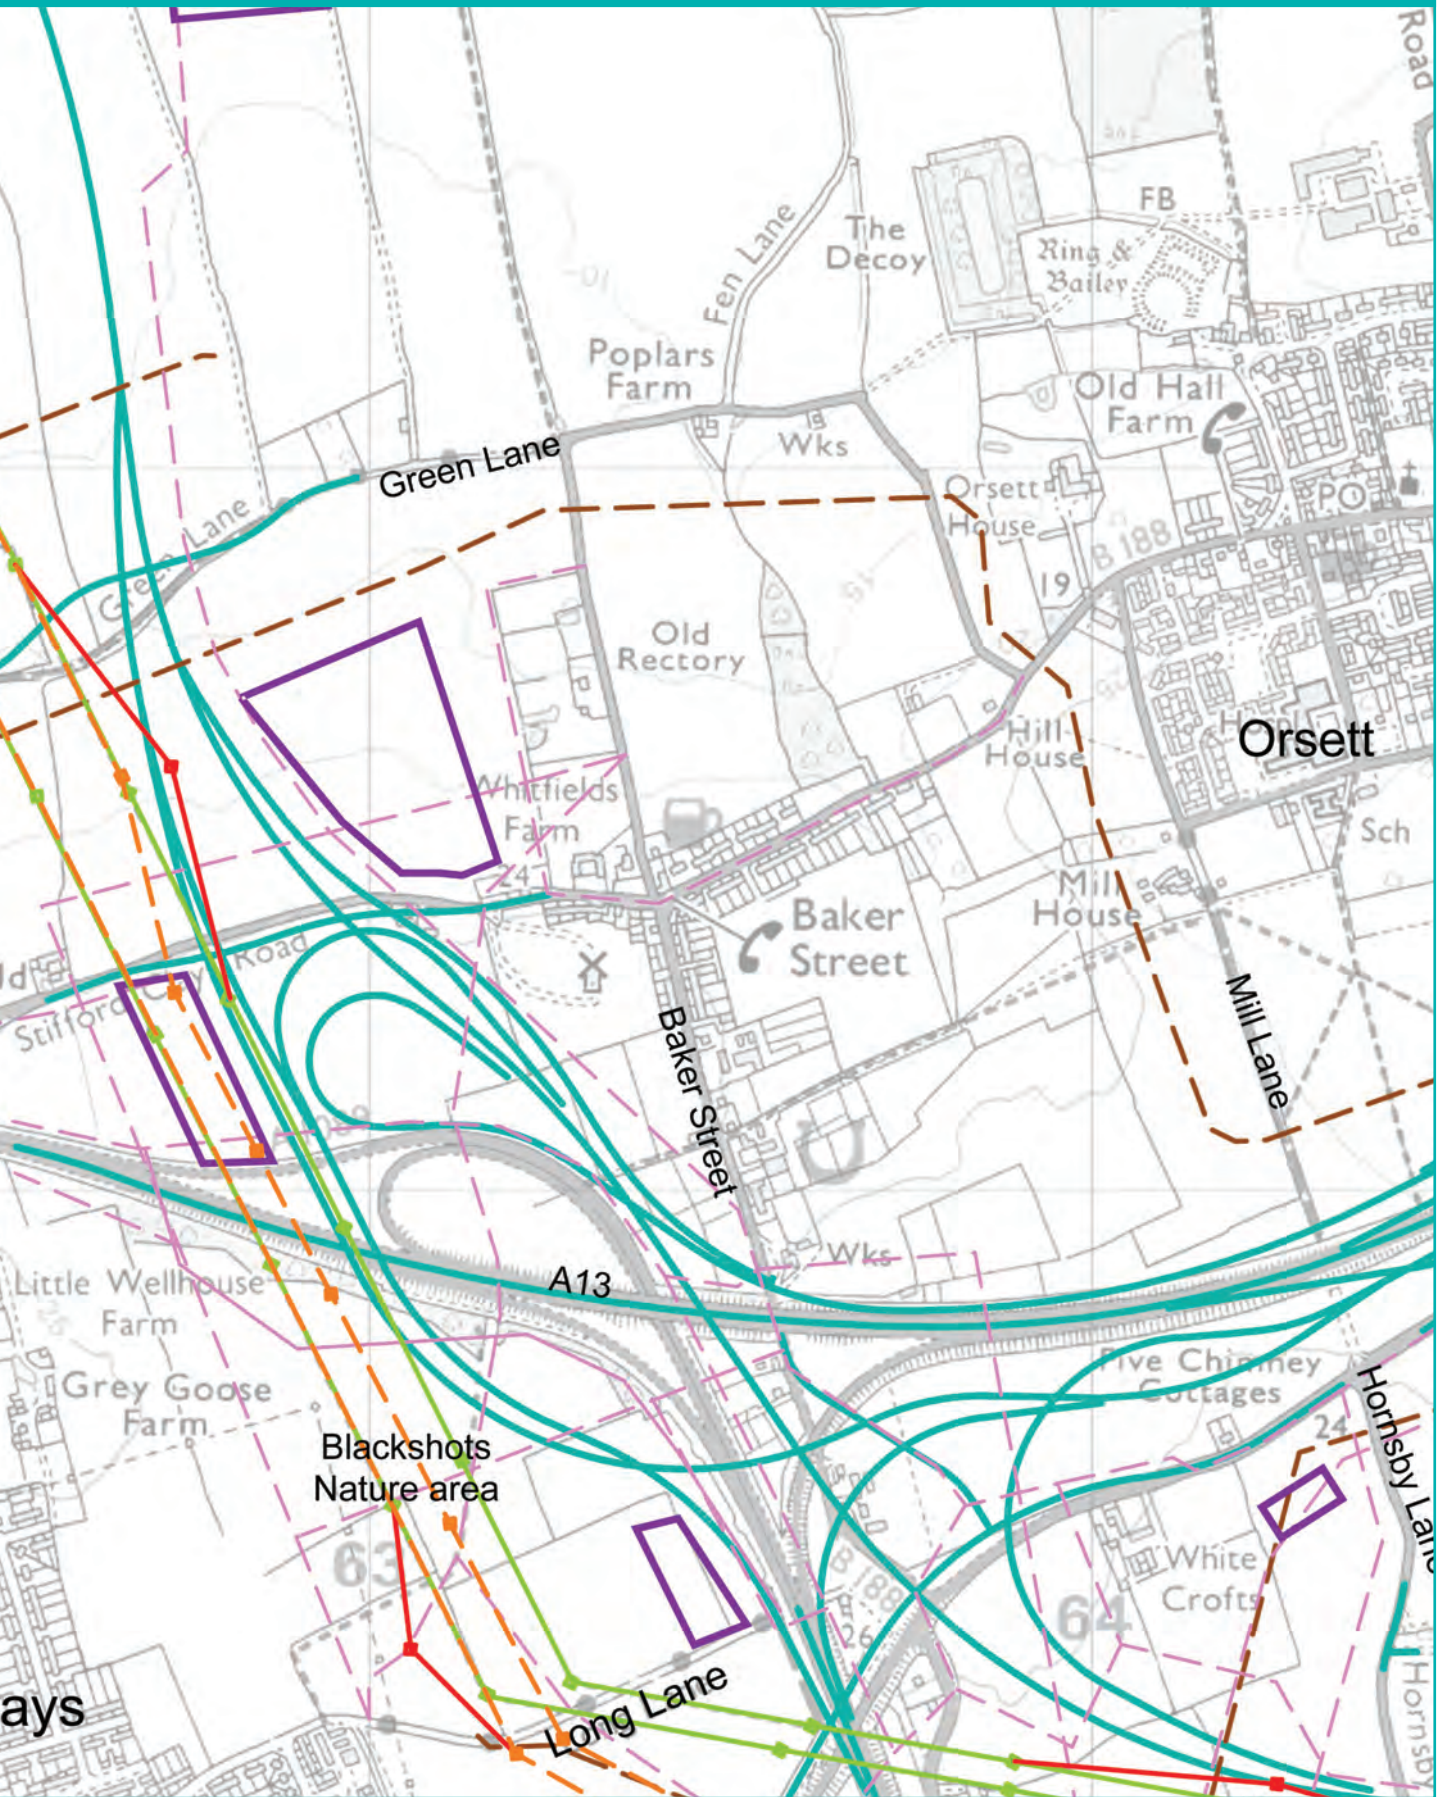 Road
FB
The
Decoy
Ring &
Bailey
Fen Lane
Poplars
Farm
Old Hall
Farm
Wks
Green Lane
Green Lane
Orsett
House
PO
B 188
19
Old
Rectory
Hill
House
Orsett
Whitfields
Farm
24
Sch
Mill
House
Baker
Street
Stifford Clay Road
Mill Lane
Baker Street
Wks
A13
Little Wellhouse
Farm
Grey Goose
Farm
Five Chimney
Cottages
Hornsby Lane
24
Blackshots
Nature area
63
B 188
White
Crofts
64
26
Long Lane
ays
Hornsby